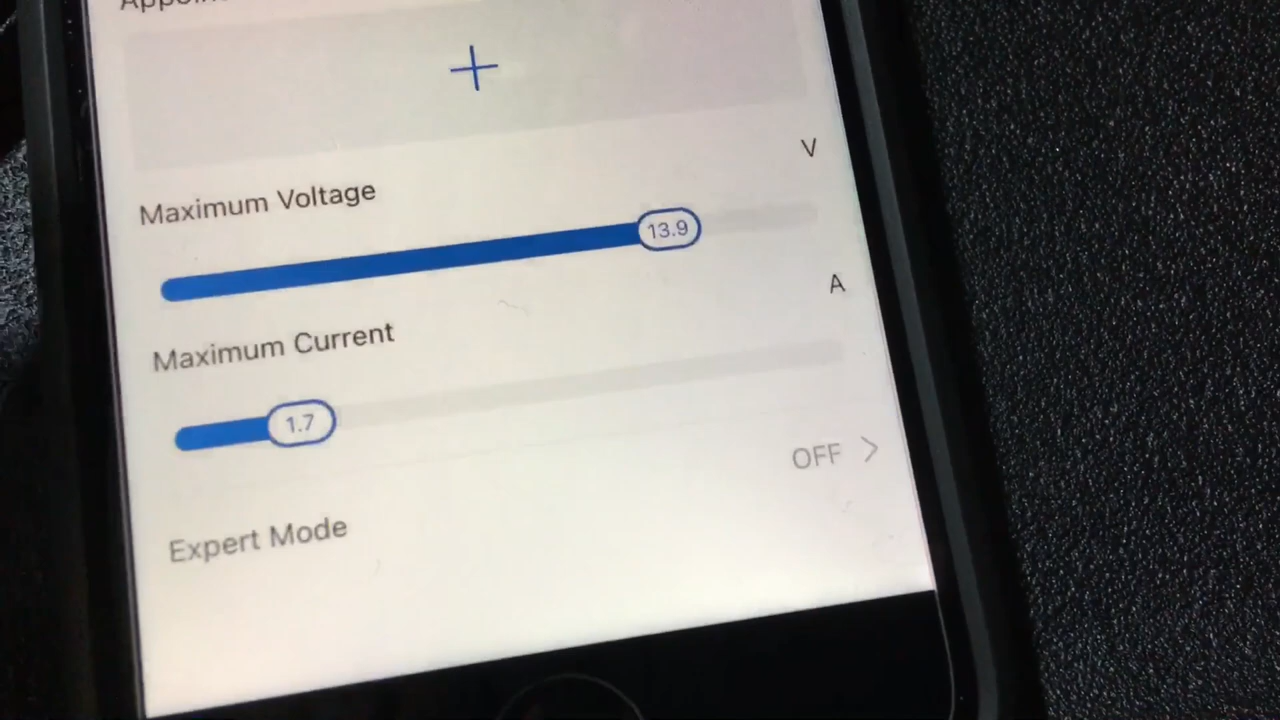 V
Maximum Voltage
13.9
A
Maximum Current
1.7
OFF
Expert Mode